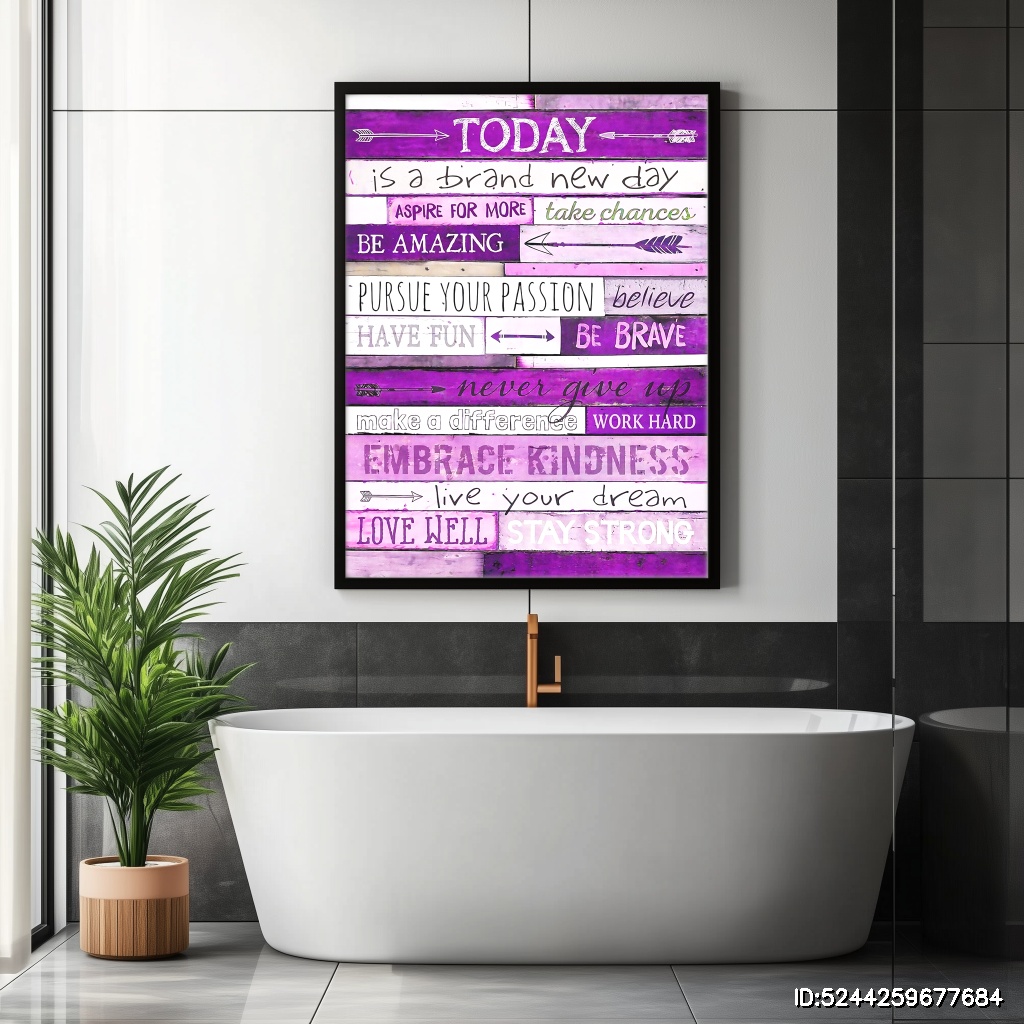 TODAY
is a brand new day
ASPIRE FOR MORE take chances
BE AMAZING
PURSUE YOUR PASSION believe
HAVE FUN BE BRAVE
never give up
make a difference WORK HARD
EMBRACE KINDNESS
live your dream
LOVE WELL STAY STRONG
ID:5244259677684